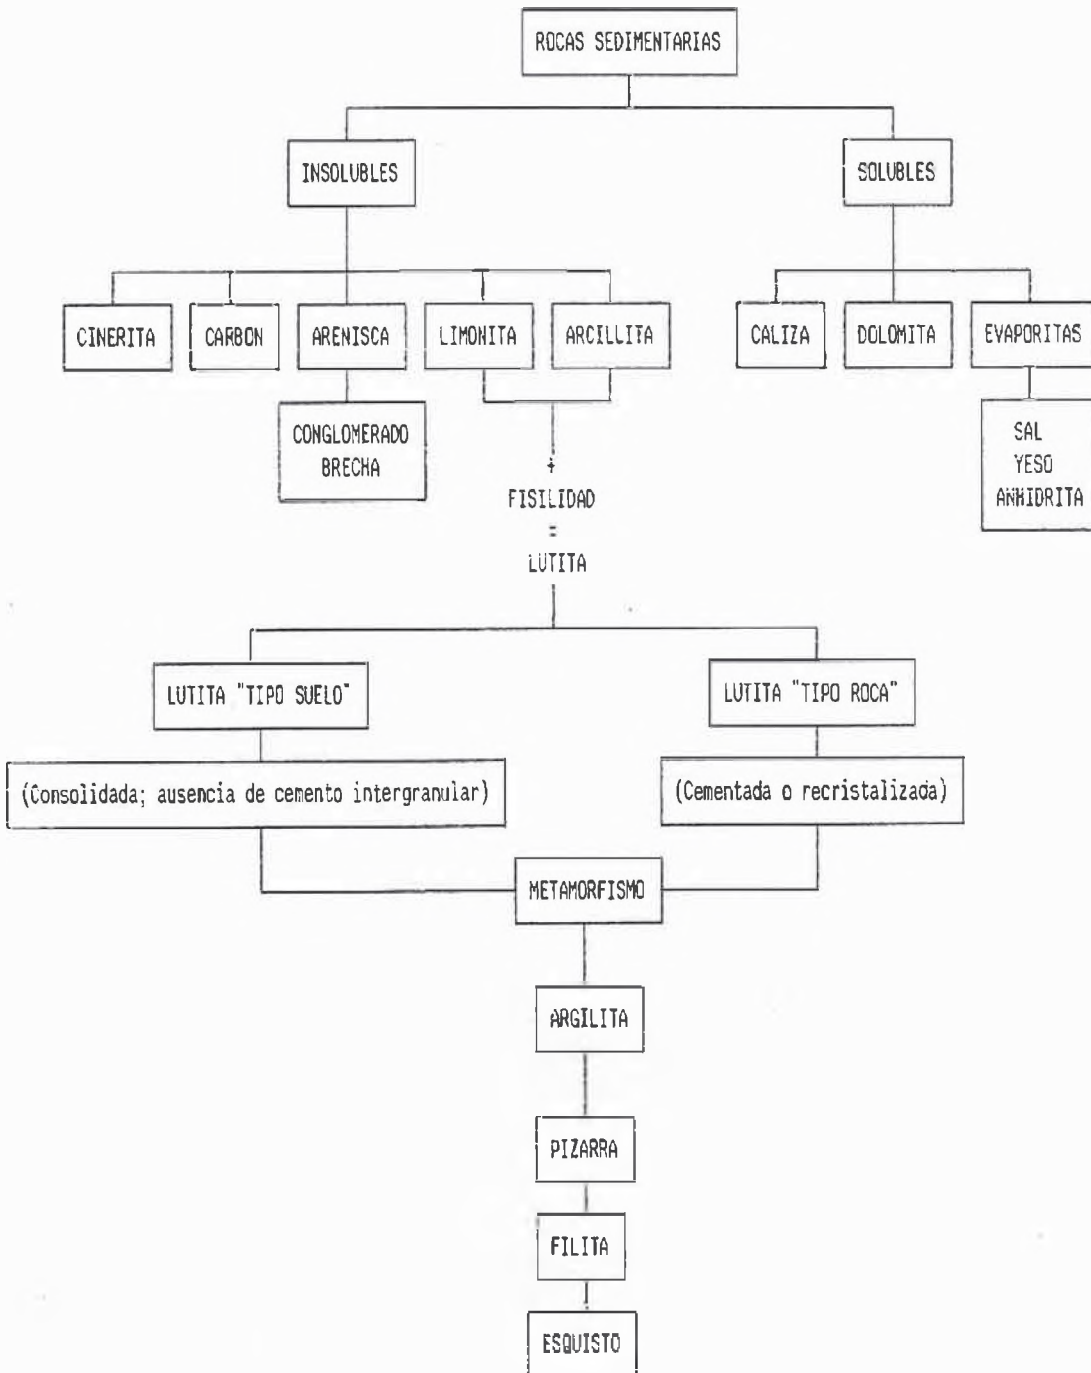 ROCAS SEDIMENTARIAS
INSOLUBLES
SOLUBLES
CINERITA
CARBON
ARENISCA
LIMONITA
ARCILLITA
CALIZA
DOLOMITA
EVAPORITAS
CONGLOMERADO
BRECHA
SAL
YESO
ANHIDRITA
+
FISILIDAD
=
LUTITA
LUTITA "TIPO SUELO"
LUTITA "TIPO ROCA"
(Consolidada; ausencia de cemento intergranular)
(Cementada o recristalizada)
METAMORFISMO
ARGILITA
PIZARRA
FILITA
ESQUISTO